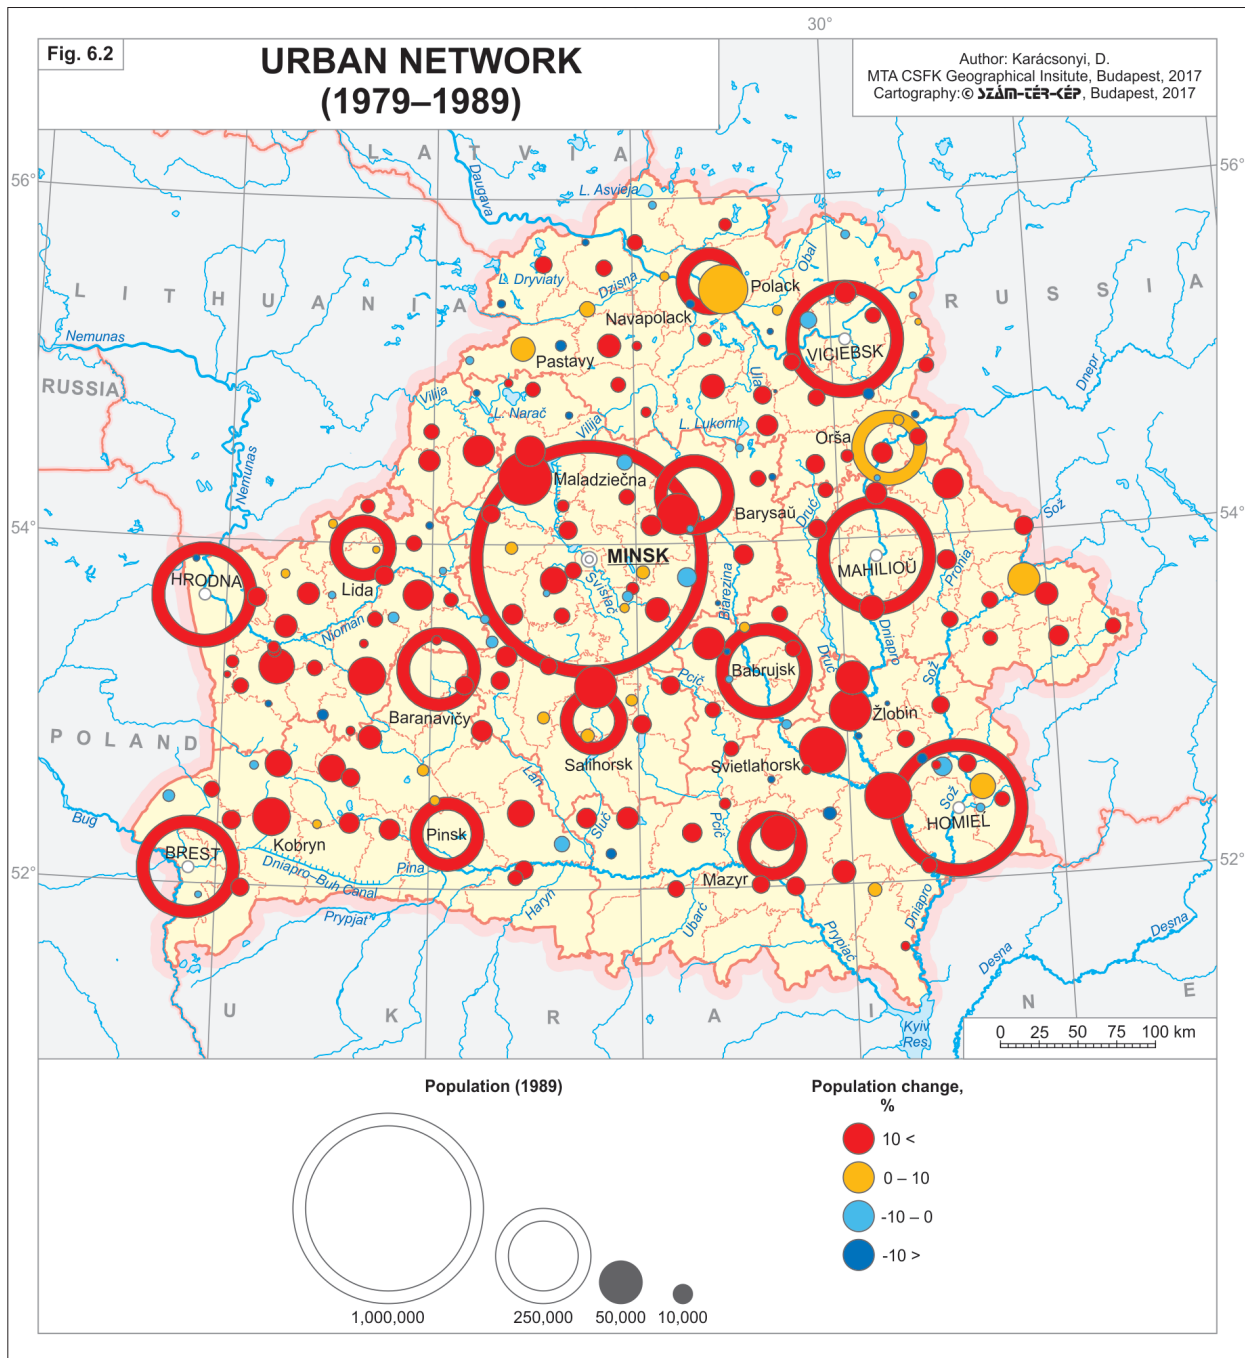 30°
Fig. 6.2
URBAN NETWORK
(1979–1989)
Author: Karácsonyi, D.
MTA CSFK Geographical Insitute, Budapest, 2017
Cartography:© SZÁM-TÉR-KÉP, Budapest, 2017
L A T V I A
56°
56°
Daugava
L. Asvieja
Obal
L. Dryviaty
Dzisna
Polack
L I T H U A N I A
R U S S I A
Navapolack
Nemunas
VICIEBSK
Pastavy
Ula
Dnepr
RUSSIA
Vilija
L. Narač
Vilija
L. Lukoml
Orša
Nemunas
Maladziečna
Barysaŭ
Druć
Sož
54°
54°
MINSK
MAHILIOŬ
Pronia
HRODNA
Lida
Svislač
Biarezina
Nioman
Dniapro
Druć
Sož
Babrujsk
Pcič
Baranavičy
Žlobin
P O L A N D
Salihorsk
Svietlahorsk
Lan
Sož
HOMIEL
Bug
Pinsk
Słuč
Pcič
Kobryn
BREST
52°
52°
Dniapro–Buh Canal
Pina
Mazyr
Prypjat
Haryn
Ubarć
Prypiać
Dniapro
Desna
Desna
U K R A I N E
Kyiv
Res.
0 25 50 75 100 km
Population (1989)
1,000,000
250,000
50,000
10,000
Population change,
%
10 <
0 – 10
-10 – 0
-10 >